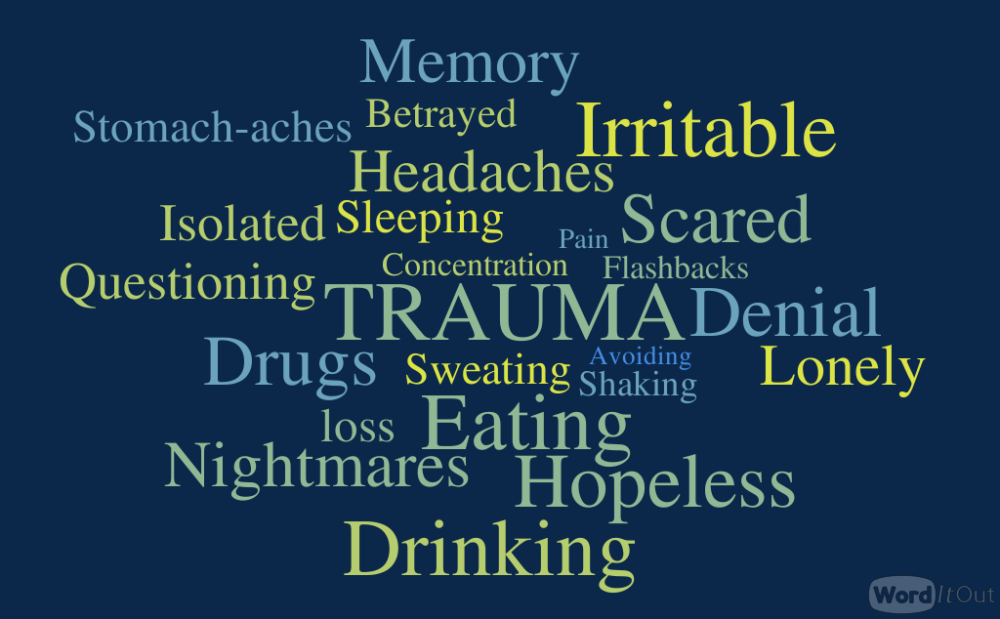 Memory
Betrayed
Stomach-aches
Irritable
Headaches
Isolated
Sleeping
Scared
Pain
Concentration
Flashbacks
Questioning
TRAUMA
Denial
Drugs
Sweating
Avoiding
Shaking
Lonely
loss
Eating
Nightmares
Hopeless
Drinking
WordItOut